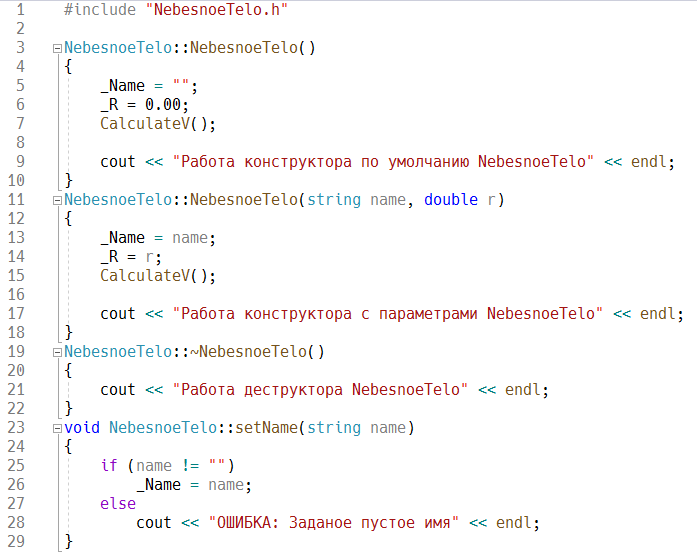 1 #include "NebesnoeTelo.h"
2
3 NebesnoeTelo::NebesnoeTelo()
4 {
5 _Name = "";
6 _R = 0.00;
7 CalculateV();
8
9 cout << "Работа конструктора по умолчанию NebesnoeTelo" << endl;
10 }
11 NebesnoeTelo::NebesnoeTelo(string name, double r)
12 {
13 _Name = name;
14 _R = r;
15 CalculateV();
16
17 cout << "Работа конструктора с параметрами NebesnoeTelo" << endl;
18 }
19 NebesnoeTelo::~NebesnoeTelo()
20 {
21 cout << "Работа деструктора NebesnoeTelo" << endl;
22 }
23 void NebesnoeTelo::setName(string name)
24 {
25 if (name != "")
26 _Name = name;
27 else
28 cout << "ОШИБКА: Заданое пустое имя" << endl;
29 }